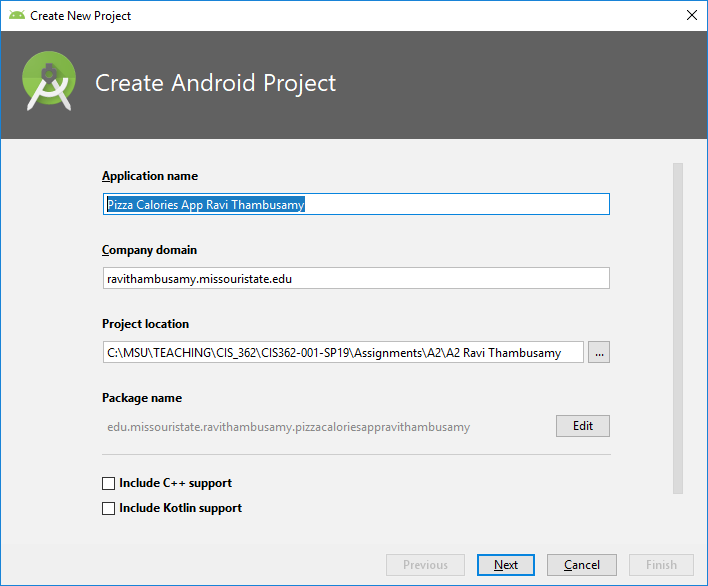 Create New Project
Create Android Project
Application name
Pizza Calories App Ravi Thambusamy
Company domain
ravithambusamy.missouristate.edu
Project location
C:\MSU\TEACHING\CIS_362\CIS362-001-SP19\Assignments\A2\A2 Ravi Thambusamy
...
Package name
edu.missouristate.ravithambusamy.pizzacaloriesappravithambusamy
Edit
Include C++ support
Include Kotlin support
Previous Next Cancel Finish